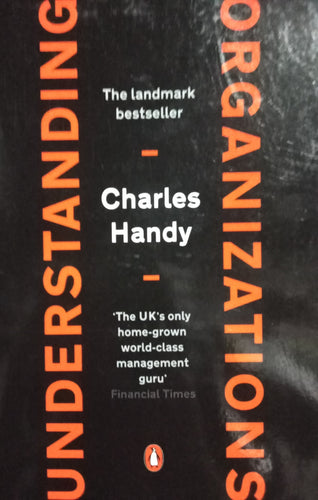 UNDERSTANDING
ORGANIZATIONS
The landmark
bestseller
Charles
Handy
'The UK's only
home-grown
world-class
management
guru'
Financial Times